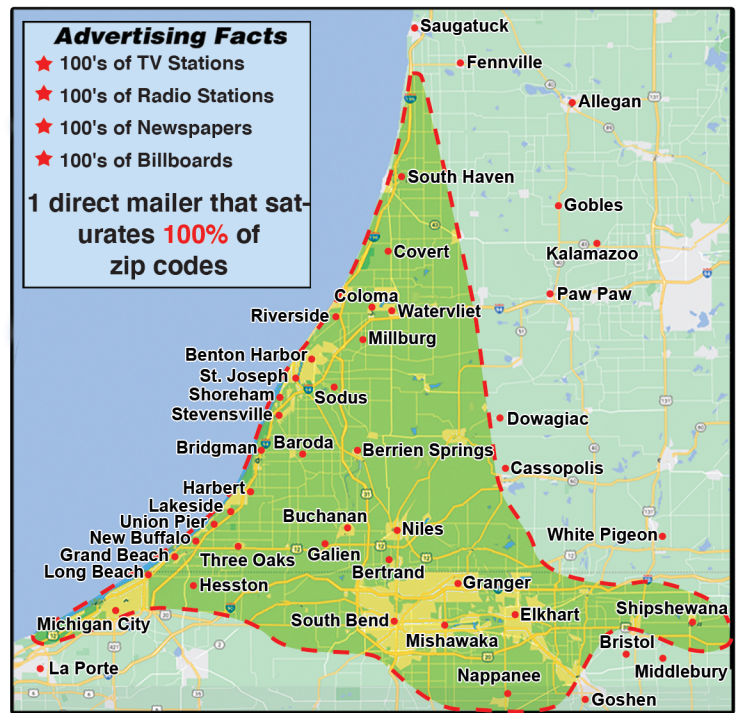 Advertising Facts
100's of TV Stations
100's of Radio Stations
100's of Newspapers
100's of Billboards
1 direct mailer that sat-
urates 100% of
zip codes
Saugatuck
Fennville
Allegan
South Haven
Gobles
Covert
Kalamazoo
Coloma
Paw Paw
Riverside
Watervliet
Millburg
Benton Harbor
St. Joseph
Shoreham
Sodus
Stevensville
Dowagiac
Bridgman
Baroda
Berrien Springs
Cassopolis
Harbert
Lakeside
Union Pier
Buchanan
Niles
New Buffalo
White Pigeon
Grand Beach
Three Oaks
Galien
Long Beach
Bertrand
Hesston
Granger
Michigan City
South Bend
Elkhart
Shipshewana
Mishawaka
Bristol
La Porte
Middlebury
Nappanee
Goshen